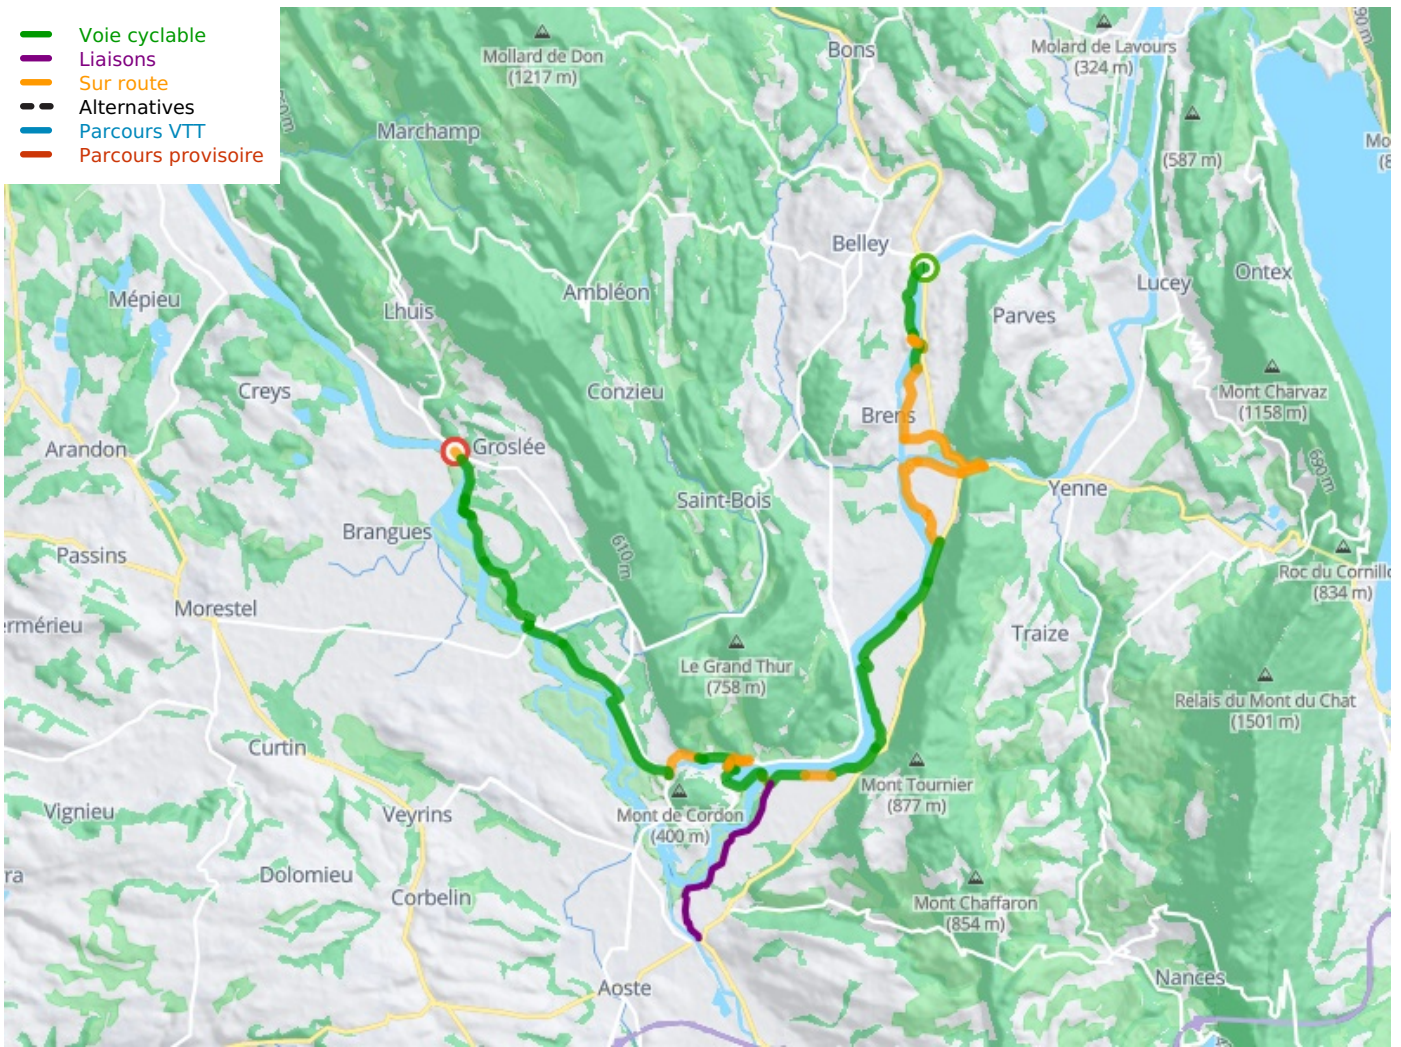 Voie cyclable
Liaisons
Sur route
Alternatives
Parcours VTT
Parcours provisoire
Mollard de Don
(1217 m)
Bons
Molard de Lavours
(324 m)
Marchamp
(587 m)
Belley
Mépieu
Lhuis
Ambléon
Parves
Lucey
Ontex
Creys
Conzieu
Mont Charvaz
(1158 m)
Brens
Arandon
Groslée
690 m
Saint-Bois
Yenne
Brangues
610 m
Passins
Roc du Cornill
(834 m)
Morestel
ermérieu
Traize
Le Grand Thur
(758 m)
Relais du Mont du Chat
(1501 m)
Curtin
Mont Tournier
(877 m)
Vignieu
Veyrins
Mont de Cordon
(400 m)
ra
Dolomieu
Corbelin
Mont Chaffaron
(854 m)
Nances
Aoste